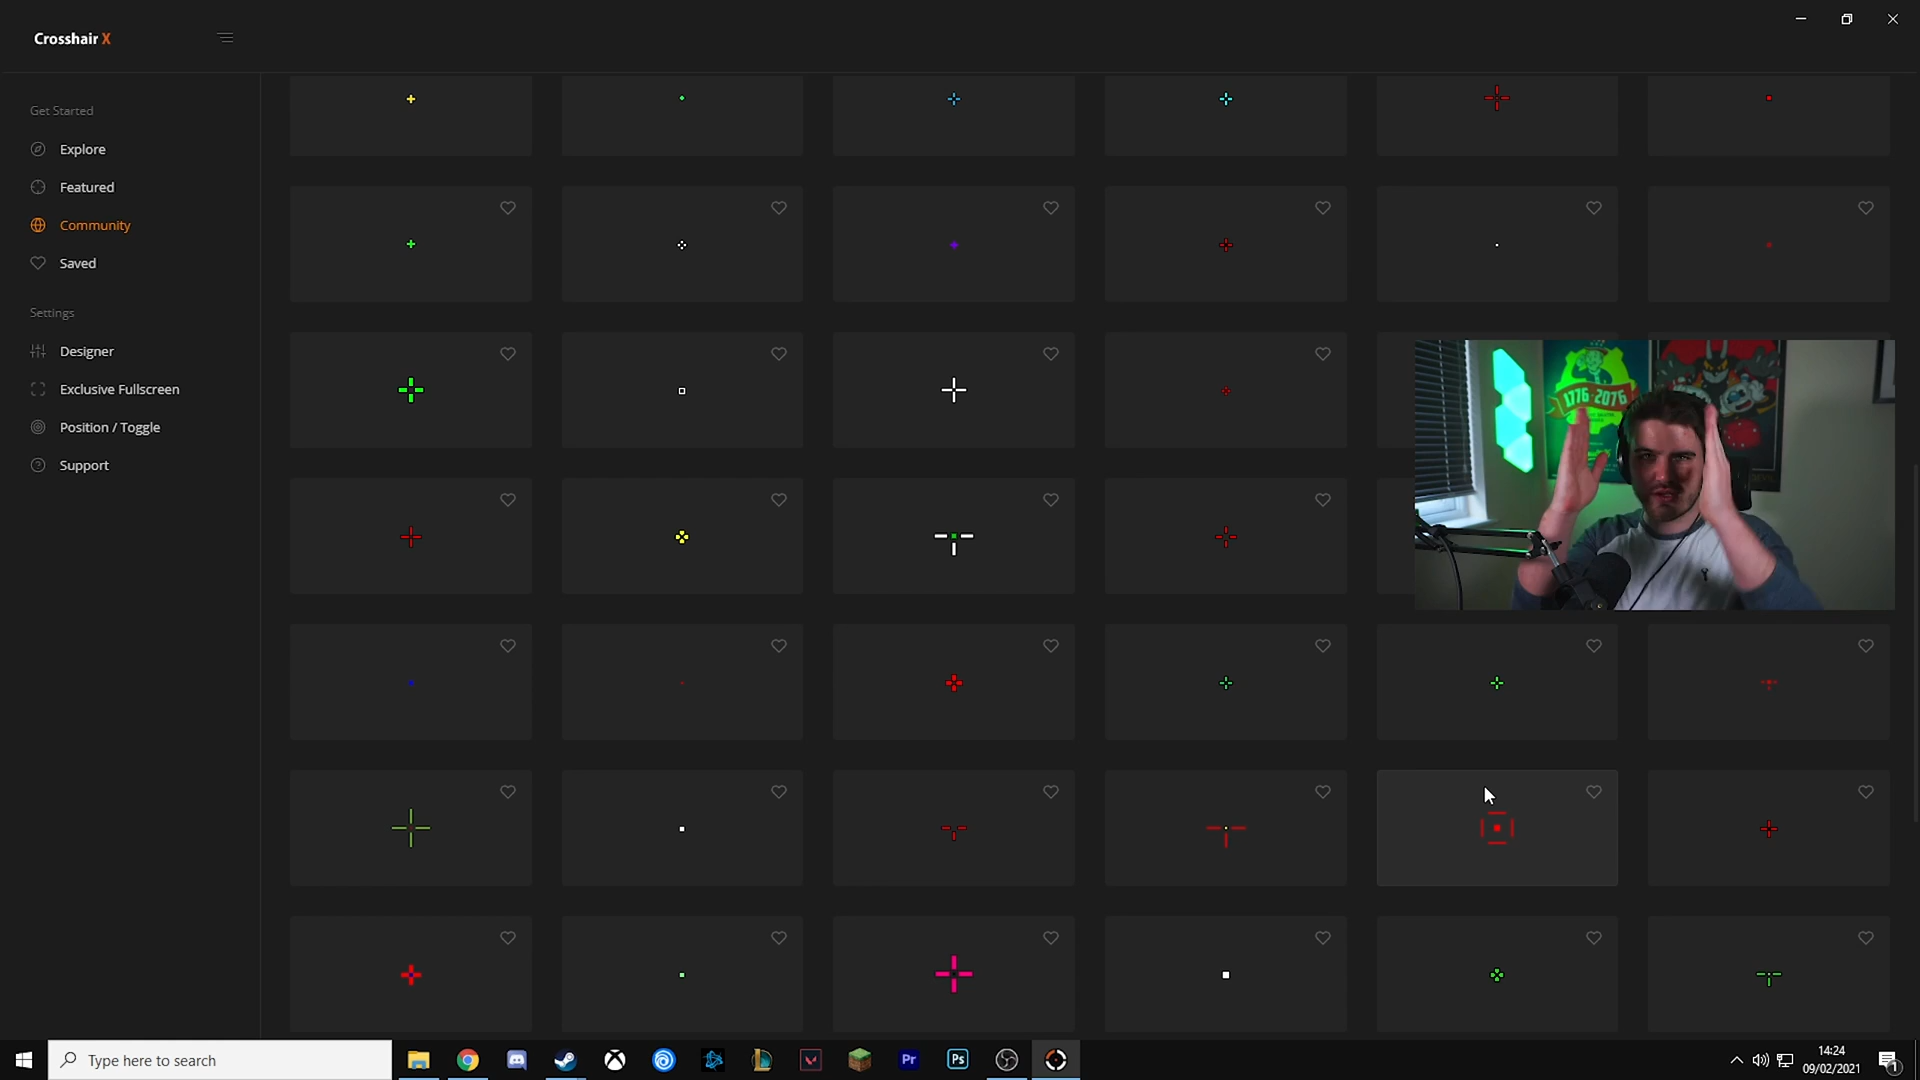 Crosshair X
Get Started
Explore
Featured
Community
Saved
Settings
Designer
Exclusive Fullscreen
Position / Toggle
Support
1776-2076
Type here to search
Pr
Ps
14:24
09/02/2021
1